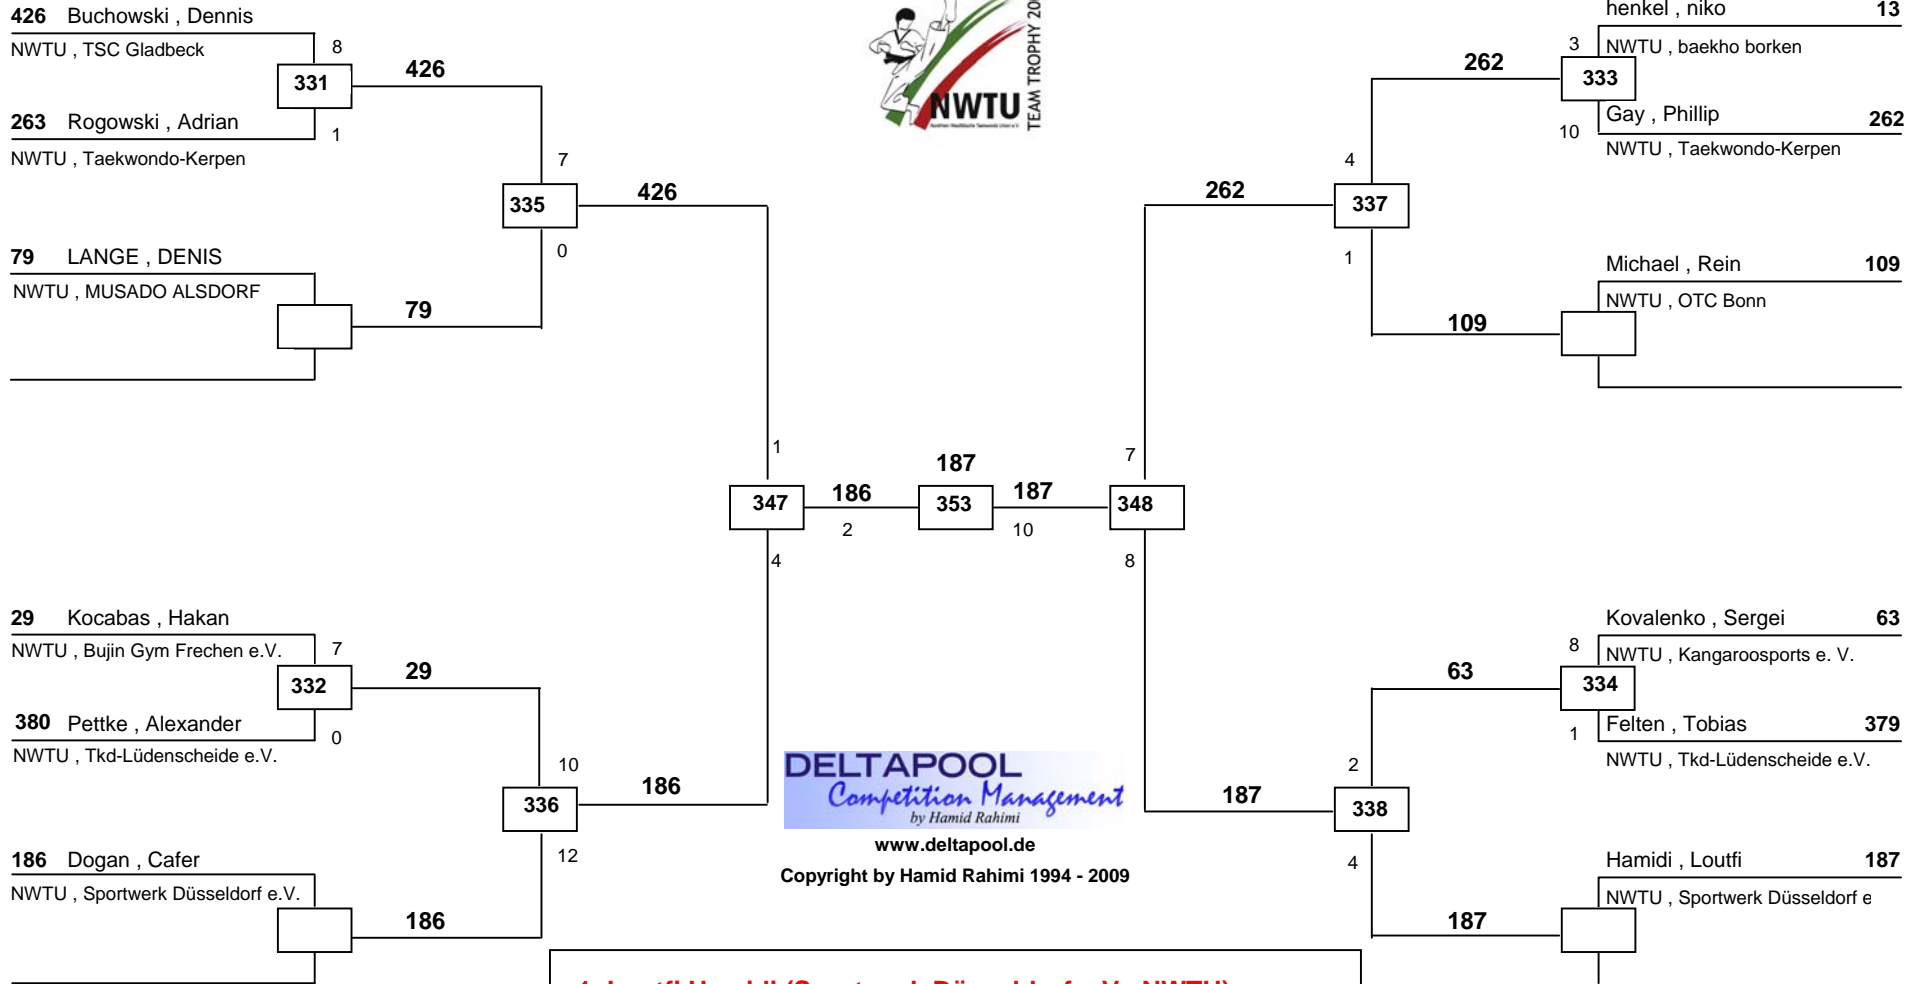 426 Buchowski , Dennis
NWTU , TSC Gladbeck
8
331
426
263 Rogowski , Adrian
1
NWTU , Taekwondo-Kerpen
7
335
426
0
79 LANGE , DENIS
NWTU , MUSADO ALSDORF
79
1
347
186
2
4
187
353
187
10
29 Kocabas , Hakan
NWTU , Bujin Gym Frechen e.V.
7
332
29
380 Pettke , Alexander
0
NWTU , Tkd-Lüdenscheide e.V.
10
336
186
12
186 Dogan , Cafer
NWTU , Sportwerk Düsseldorf e.V.
186
NWTU
TEAM TROPHY
henkel , niko 13
3
NWTU , baekho borken
262
333
Gay , Phillip 262
10
NWTU , Taekwondo-Kerpen
4
262
337
1
Michael , Rein 109
NWTU , OTC Bonn
109
7
348
8
Kovalenko , Sergei 63
8
NWTU , Kangaroosports e. V.
63
334
Felten , Tobias 379
1
NWTU , Tkd-Lüdenscheide e.V.
2
187
338
4
Hamidi , Loutfi 187
NWTU , Sportwerk Düsseldorf e
187
DELTAPOOL
Competition Management
by Hamid Rahimi
www.deltapool.de
Copyright by Hamid Rahimi 1994 - 2009